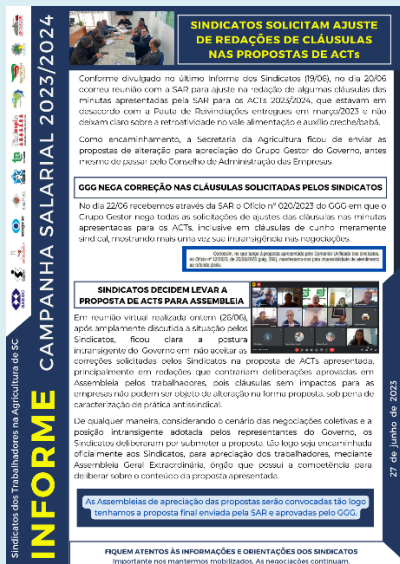 SINDICATOS SOLICITAM AJUSTE
DE REDAÇÕES DE CLÁUSULAS
NAS PROPOSTAS DE ACTs
Conforme divulgado no último Informe dos Sindicatos (19/06), no dia 20/06
ocorreu reunião com a SAR para ajuste na redação de algumas cláusulas
das minutas apresentadas pela SAR para os ACTs 2023/2024, que estavam em
desacordo com a Pauta de Reivindicações entregues em março/2023 e não
deixam claro sobre a retroatividade no vale alimentação e auxílio creche/babá.
Como encaminhamento, a Secretaria da Agricultura ficou de enviar as
propostas de alteração para apreciação do Grupo Gestor do Governo, antes
mesmo de passar pelo Conselho de Administração das Empresas.
GGG NEGA CORREÇÃO NAS CLÁUSULAS SOLICITADAS PELOS SINDICATOS
No dia 22/06 recebemos através da SAR o Ofício nº 020/2023 do GGG em que o
Grupo Gestor nega todas as solicitações de ajustes das cláusulas nas minutas
apresentadas para os ACTs, inclusive em cláusulas de cunho meramente
sindical, mostrando mais uma vez sua intransigência nas negociações.
SINDICATOS DECIDEM LEVAR A
PROPOSTA DE ACTS PARA ASSEMBLEIA
Em reunião virtual realizada ontem (26/06),
após amplamente discutida a situação pelos
Sindicatos, ficou clara a postura
intransigente do Governo em não aceitar as
correções solicitadas pelos Sindicatos na proposta de ACTs apresentada,
principalmente em redações que contrariam deliberações aprovadas em
Assembleia pelos trabalhadores, pois cláusulas sem impactos para as
empresas não podem ser objeto de alteração na forma proposta, sob pena de
caracterização de prática antissindical.
De qualquer maneira, considerando o cenário das negociações coletivas e a
posição intransigente adotada pelos representantes do Governo, os
Sindicatos deliberaram por submeter a proposta, tão logo seja encaminhada
oficialmente aos Sindicatos, para apreciação dos trabalhadores, mediante
Assembleia Geral Extraordinária, órgão que possui a competência para
deliberar sobre o conteúdo da proposta apresentada.
As Assembleias de apreciação das propostas serão convocadas tão logo
tenhamos a proposta final enviada pela SAR e aprovadas pelo GGG.
FIQUEM ATENTOS ÀS INFORMAÇÕES E ORIENTAÇÕES DOS SINDICATOS
Importante nos mantermos mobilizados. As negociações continuam.
Sindicatos dos Trabalhadores na Agricultura de SC
INFORME CAMPANHA SALARIAL 2023/2024
27 de junho de 2023